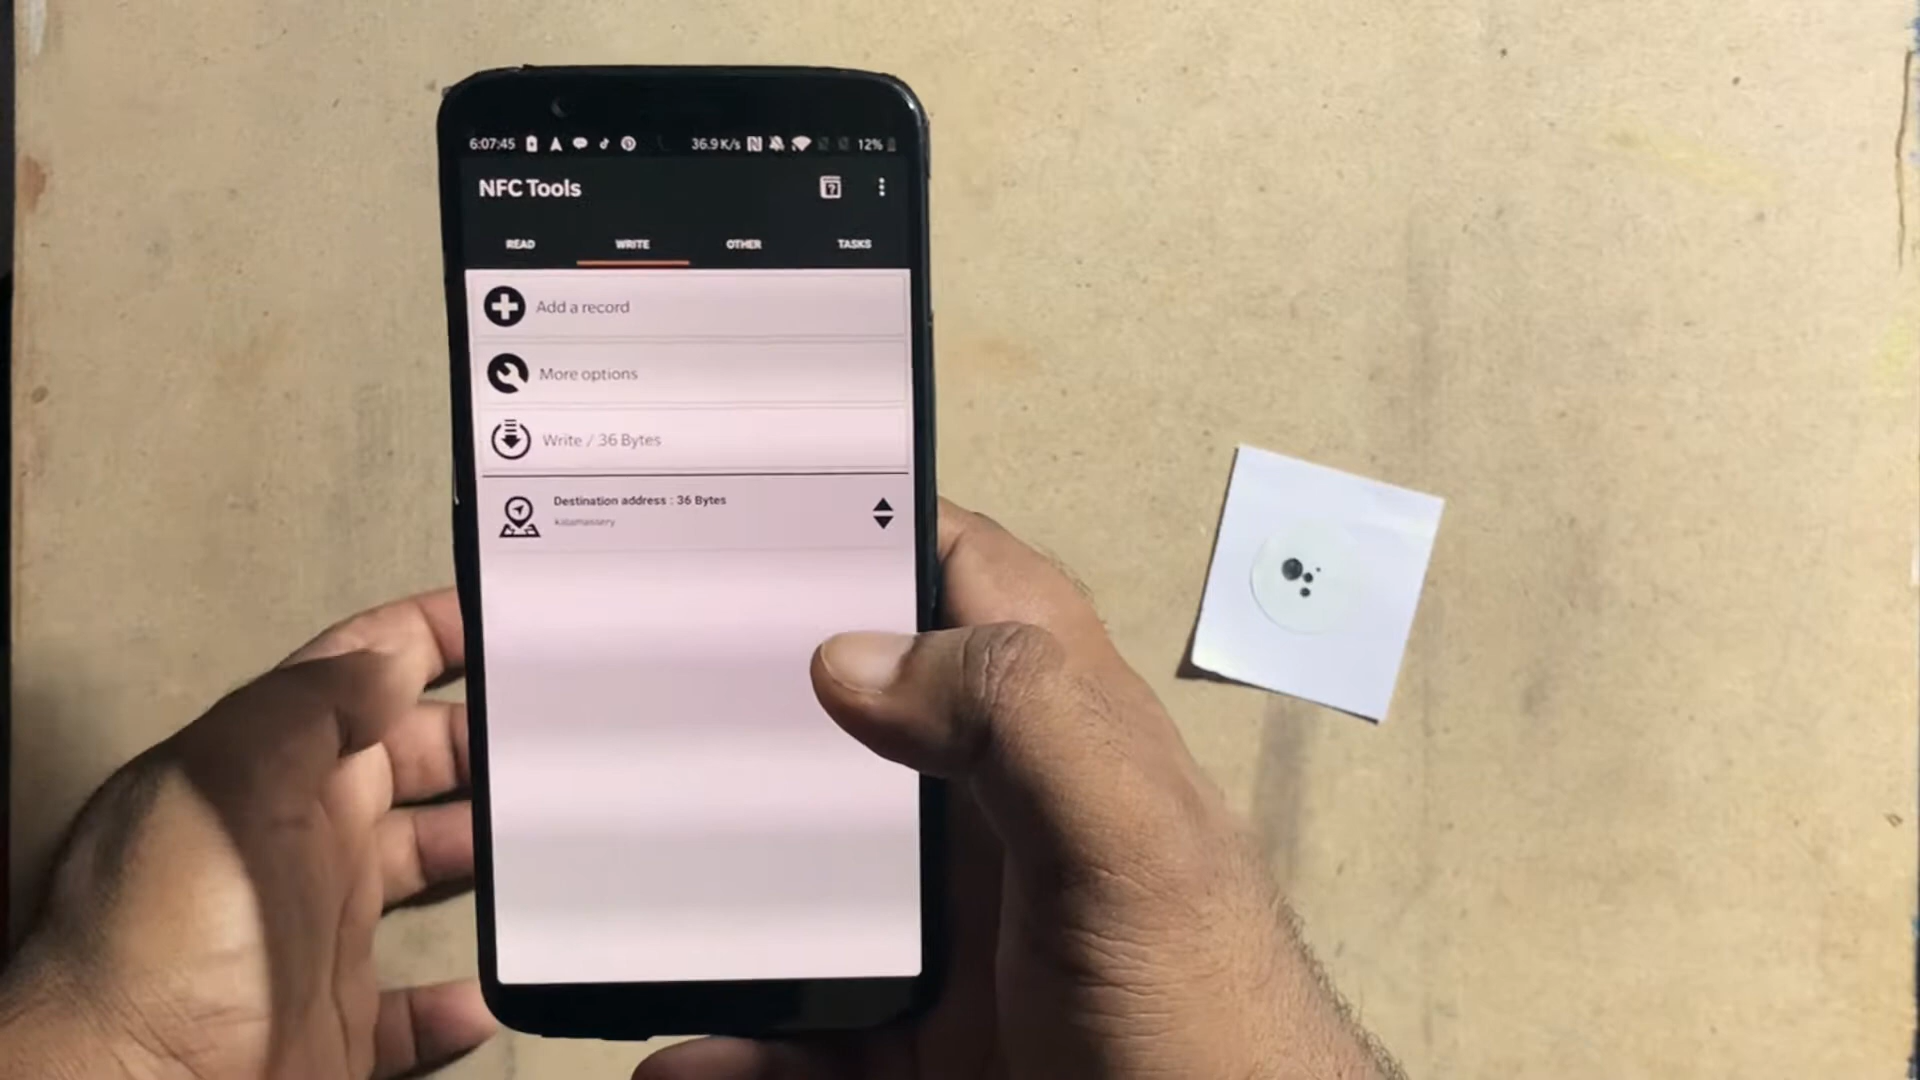 6:07:45 36.9 K/s 12%
NFC Tools
READ WRITE OTHER TASKS
Add a record
More options
Write / 36 Bytes
Destination address : 36 Bytes
kalamassery